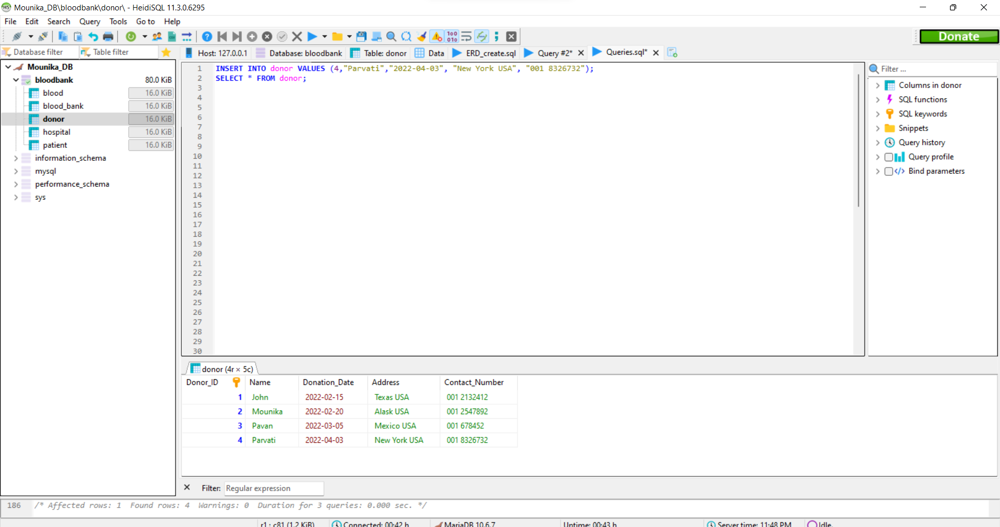 Mounika_DB\bloodbank\donor\ - HeidiSQL 11.3.0.6295
File Edit Search Query Tools Go to Help
Donate
Database filter Table filter
Host: 127.0.0.1 Database: bloodbank Table: donor Data ERD_create.sql Query #2* Queries.sql*
Mounika_DB
bloodbank 80.0 KiB
blood 16.0 KiB
blood_bank 16.0 KiB
donor 16.0 KiB
hospital 16.0 KiB
patient 16.0 KiB
information_schema
mysql
performance_schema
sys
1 INSERT INTO donor VALUES (4,"Parvati","2022-04-03", "New York USA", "001 8326732");
2 SELECT * FROM donor;
3
4
5
6
7
8
9
10
11
12
13
14
15
16
17
18
19
20
21
22
23
24
25
26
27
28
29
30
Filter ...
Columns in donor
SQL functions
SQL keywords
Snippets
Query history
Query profile
Bind parameters
donor (4r × 5c)
Donor_ID Name Donation_Date Address Contact_Number
1 John 2022-02-15 Texas USA 001 2132412
2 Mounika 2022-02-20 Alask USA 001 2547892
3 Pavan 2022-03-05 Mexico USA 001 678452
4 Parvati 2022-04-03 New York USA 001 8326732
Filter: Regular expression
186 /* Affected rows: 1 Found rows: 4 Warnings: 0 Duration for 3 queries: 0.000 sec. */
r1 : c81 (1.2 KiB) Connected: 00:42 h MariaDB 10.6.7 Uptime: 00:43 h Server time: 11:48 PM Idle.